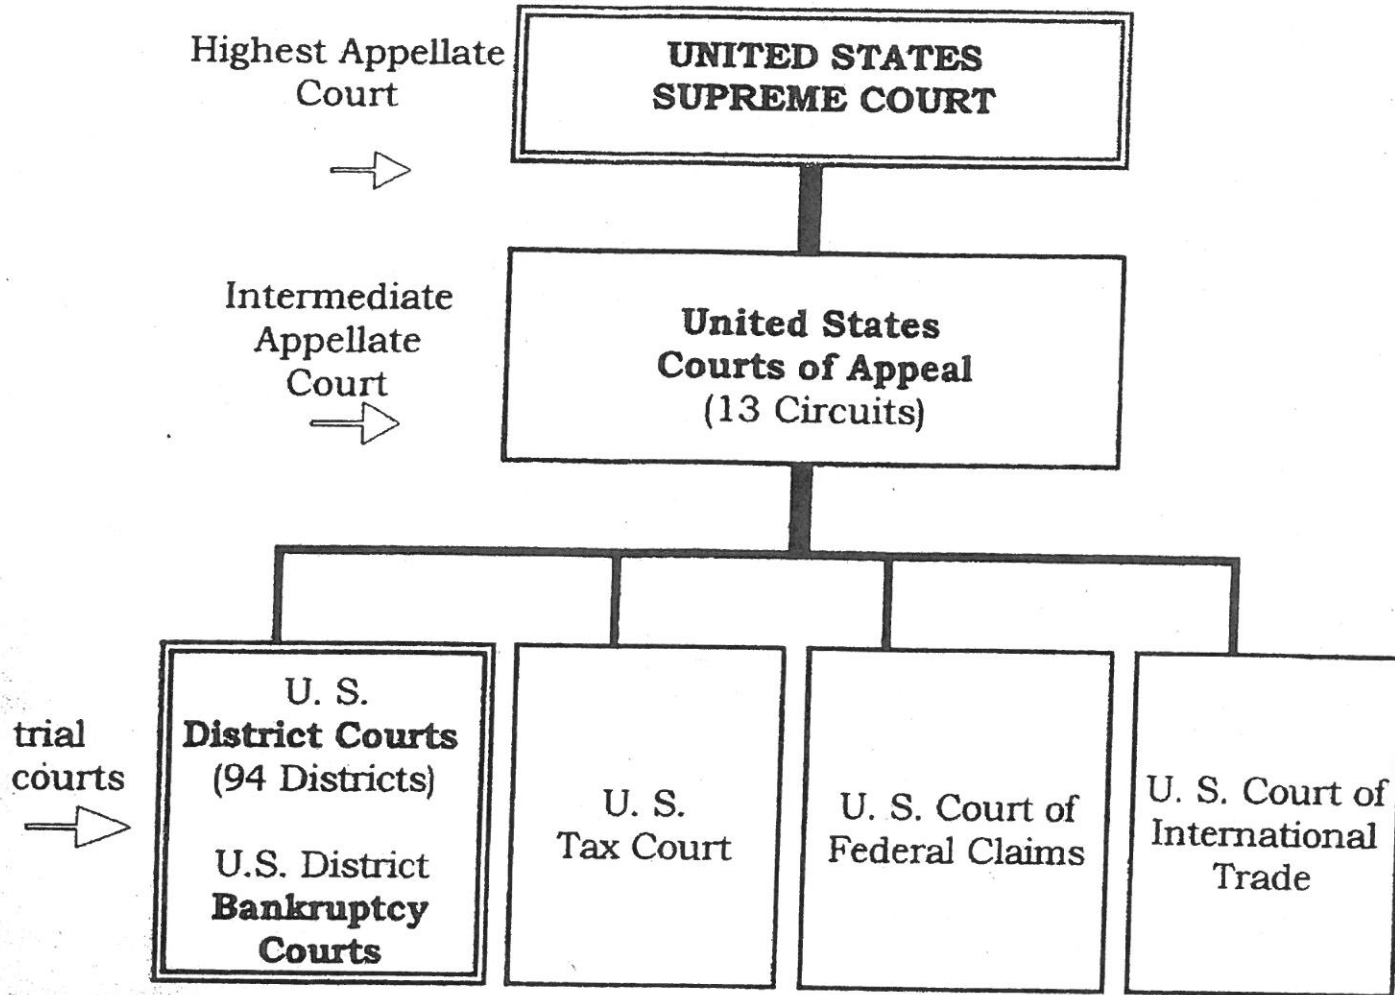 Highest Appellate
Court
UNITED STATES
SUPREME COURT
Intermediate
Appellate
Court
United States
Courts of Appeal
(13 Circuits)
trial
courts
U. S.
District Courts
(94 Districts)
U.S. District
Bankruptcy
Courts
U. S.
Tax Court
U. S. Court of
Federal Claims
U. S. Court of
International
Trade